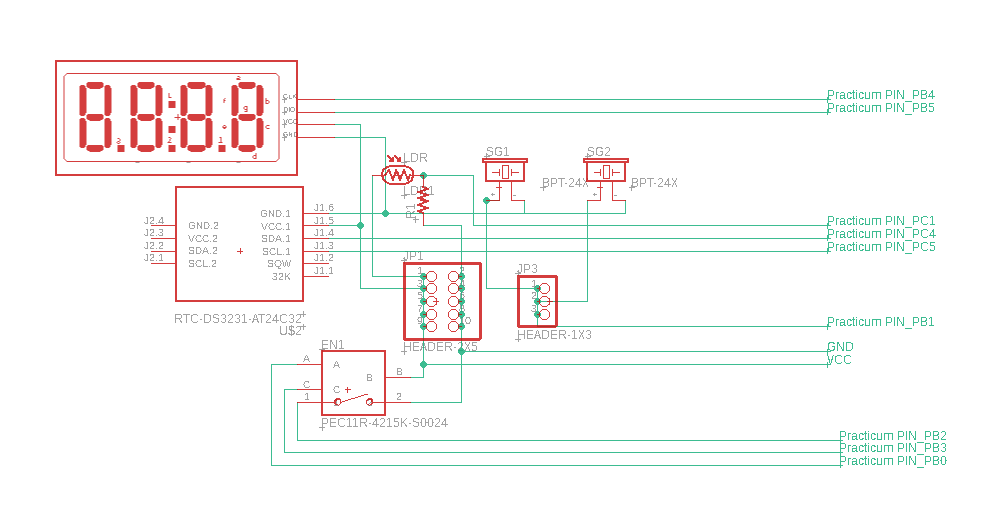 CLK
DIO
VCC
GND
Practicum PIN_PB4
Practicum PIN_PB5
LDR
SG1
SG2
BPT-24X
BPT-24X
R1
J2.4
J2.3
J2.2
J2.1
GND.2
VCC.2
SDA.2
SCL.2
GND.1
VCC.1
SDA.1
SCL.1
SQW
32K
J1.6
J1.5
J1.4
J1.3
J1.2
J1.1
Practicum PIN_PC1
Practicum PIN_PC4
Practicum PIN_PC5
JP1
JP3
1
2
3
RTC-DS3231-AT24C32
U$2
HEADER-2X5
HEADER-1X3
Practicum PIN_PB1
GND
VCC
EN1
A
A
B
B
C
C
1
2
PEC11R-4215K-S0024
Practicum PIN_PB2
Practicum PIN_PB3
Practicum PIN_PB0